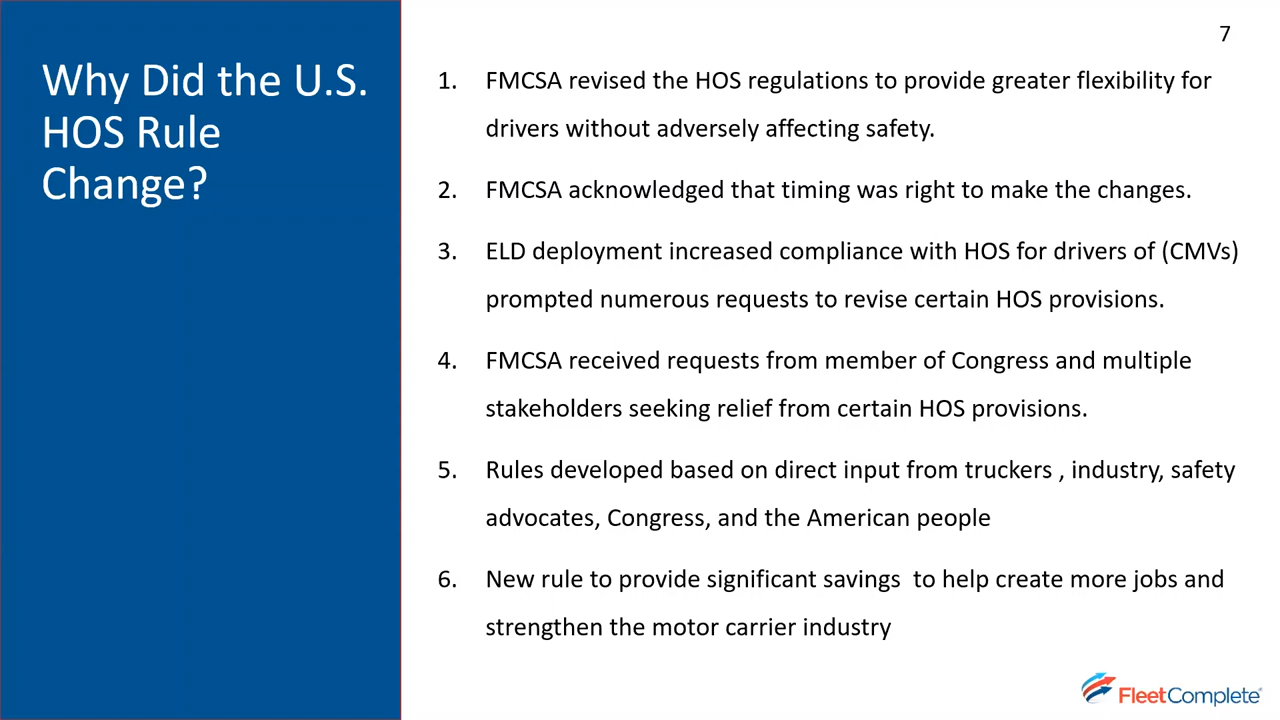 7
Why Did the U.S.
HOS Rule
Change?
1. FMCSA revised the HOS regulations to provide greater flexibility for
drivers without adversely affecting safety.
2. FMCSA acknowledged that timing was right to make the changes.
3. ELD deployment increased compliance with HOS for drivers of (CMVs)
prompted numerous requests to revise certain HOS provisions.
4. FMCSA received requests from member of Congress and multiple
stakeholders seeking relief from certain HOS provisions.
5. Rules developed based on direct input from truckers , industry, safety
advocates, Congress, and the American people
6. New rule to provide significant savings  to help create more jobs and
strengthen the motor carrier industry
FleetComplete®